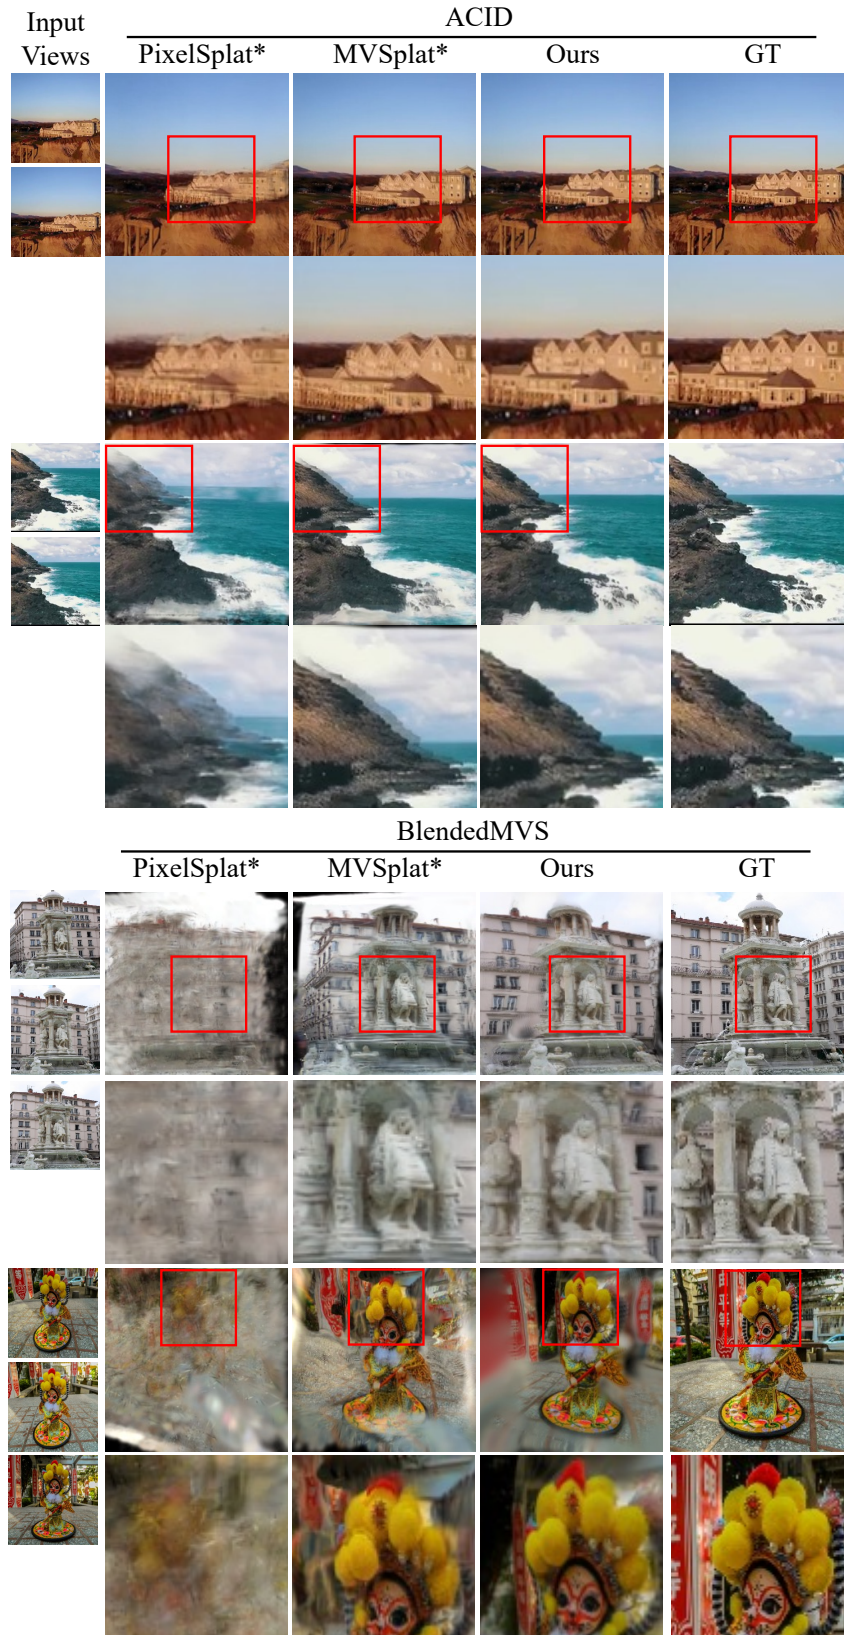 ACID
Input
Views
PixelSplat* MVSplat* Ours GT
BlendedMVS
PixelSplat* MVSplat* Ours GT